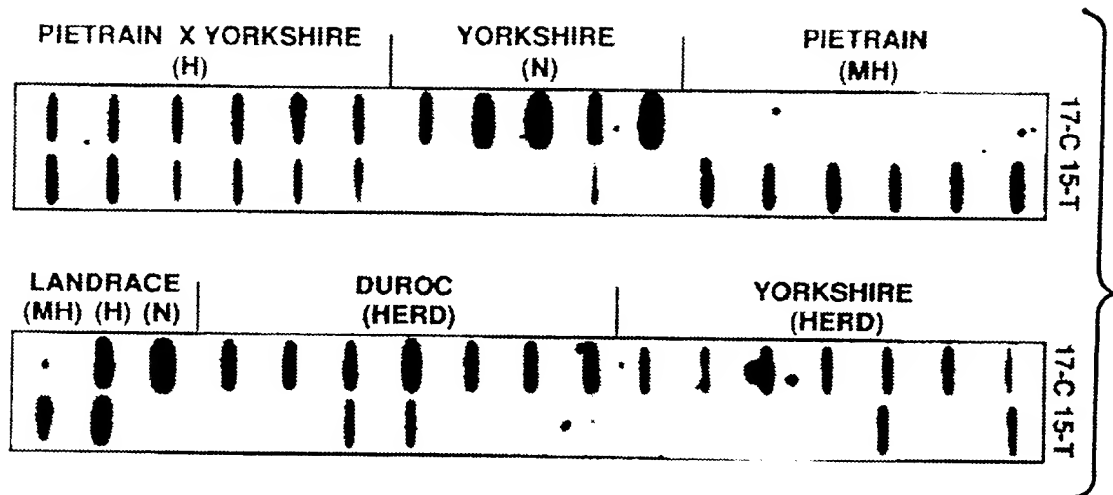 PIETRAIN X YORKSHIRE
(H)
YORKSHIRE
(N)
PIETRAIN
(MH)
17-C 15-T
LANDRACE
(MH) (H) (N)
DUROC
(HERD)
YORKSHIRE
(HERD)
17-C 15-T